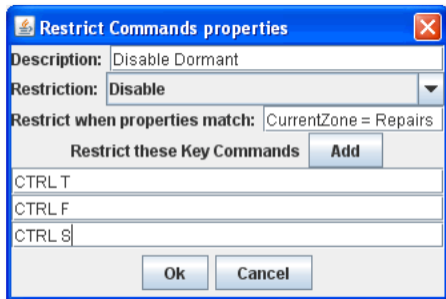 Restrict Commands properties
Description: Disable Dormant
Restriction: Disable
Restrict when properties match: CurrentZone = Repairs
Restrict these Key Commands Add
CTRL T
CTRL F
CTRL S
Ok Cancel